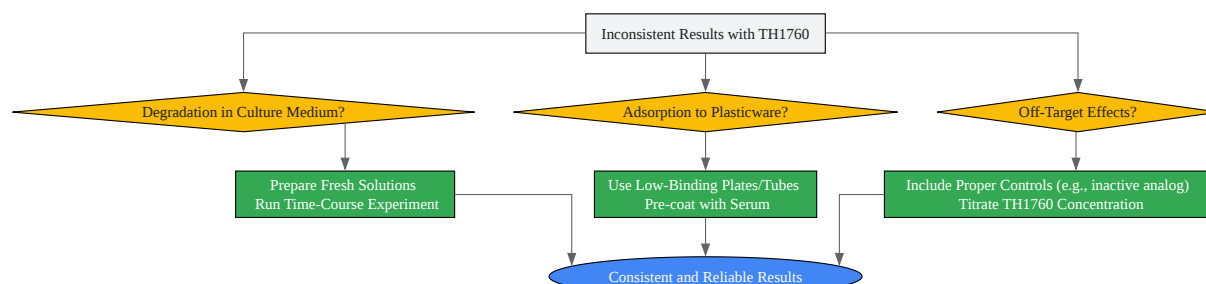 Inconsistent Results with TH1760
Degradation in Culture Medium?
Adsorption to Plasticware?
Off-Target Effects?
Prepare Fresh Solutions
Run Time-Course Experiment
Use Low-Binding Plates/Tubes
Pre-coat with Serum
Include Proper Controls (e.g., inactive analog)
Titrate TH1760 Concentration
Consistent and Reliable Results